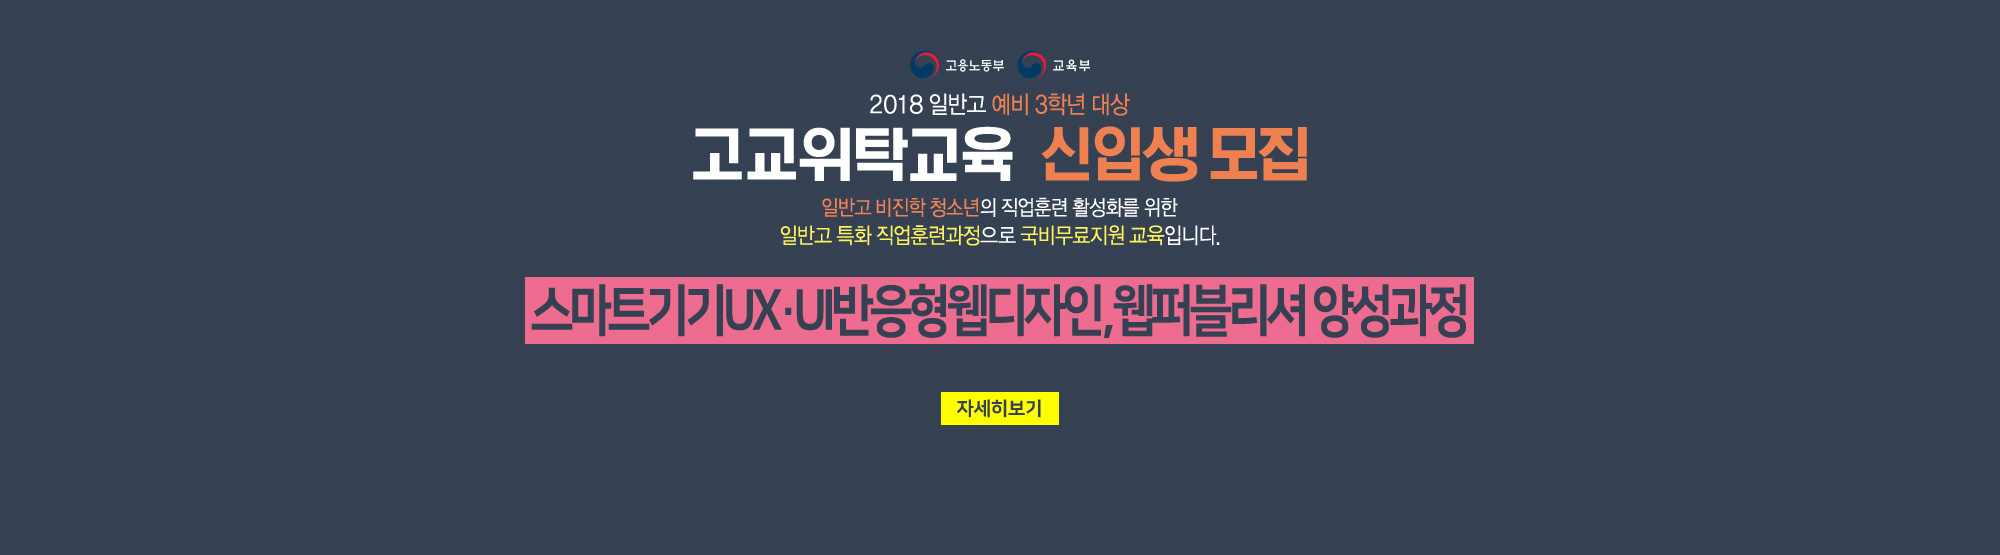 고용노동부 교육부
2018 일반고 예비 3학년 대상
고교위탁교육 신입생 모집
일반고 비진학 청소년의 직업훈련 활성화를 위한
일반고 특화 직업훈련과정으로 국비무료지원 교육입니다.
스마트기기UX·UI반응형웹디자인,웹퍼블리셔 양성과정
자세히보기